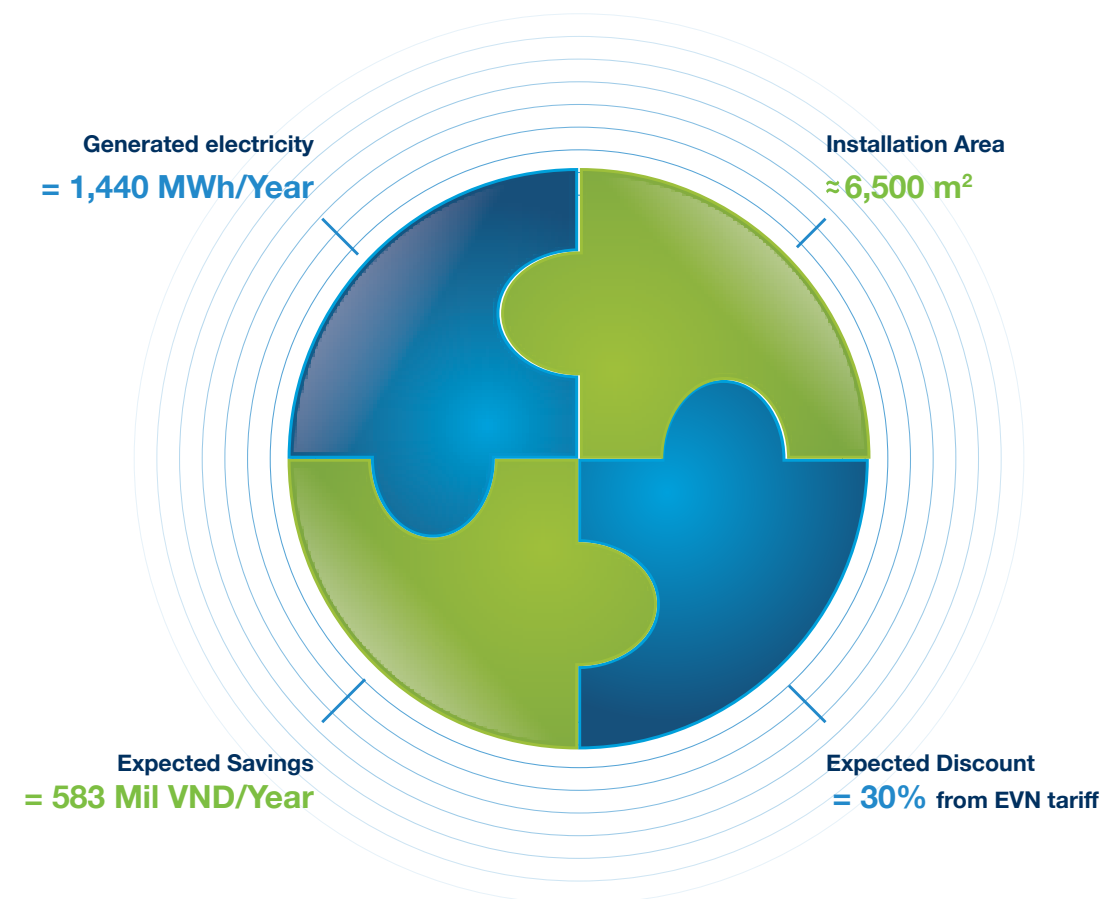 Generated electricity
= 1,440 MWh/Year
Installation Area
≈ 6,500 m²
Expected Savings
= 583 Mil VND/Year
Expected Discount
= 30% from EVN tariff